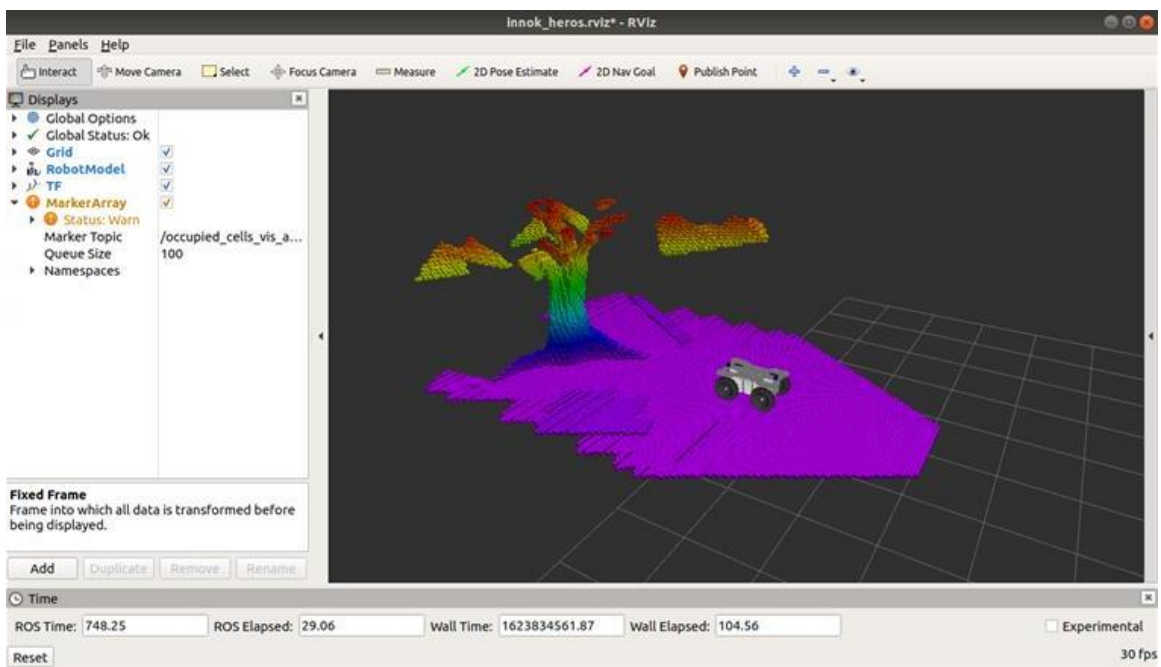 innok_heros.rviz* - RViz
File Panels Help
Interact Move Camera Select Focus Camera Measure 2D Pose Estimate 2D Nav Goal Publish Point
Displays
Global Options
Global Status: Ok
Grid
RobotModel
TF
MarkerArray
Status: Warn
Marker Topic /occupied_cells_vis_a...
Queue Size 100
Namespaces
Fixed Frame
Frame into which all data is transformed before
being displayed.
Add Duplicate Remove Rename
Time
ROS Time: 748.25 ROS Elapsed: 29.06 Wall Time: 1623834561.87 Wall Elapsed: 104.56 Experimental
Reset 30 fps